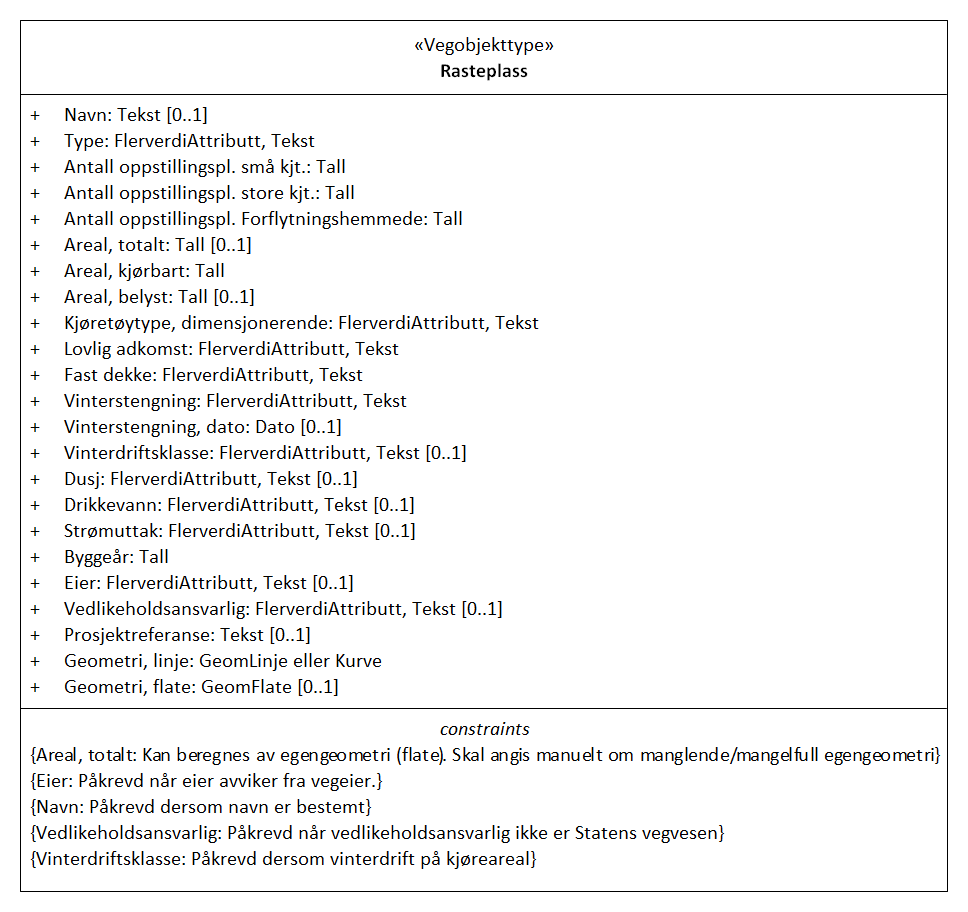 «Vegobjekttype»
Rasteplass
+ Navn: Tekst [0..1]
+ Type: FlerverdiAttributt, Tekst
+ Antall oppstillingspl. små kjt.: Tall
+ Antall oppstillingspl. store kjt.: Tall
+ Antall oppstillingspl. Forflytningshemmede: Tall
+ Areal, totalt: Tall [0..1]
+ Areal, kjørbart: Tall
+ Areal, belyst: Tall [0..1]
+ Kjøretøytype, dimensjonerende: FlerverdiAttributt, Tekst
+ Lovlig adkomst: FlerverdiAttributt, Tekst
+ Fast dekke: FlerverdiAttributt, Tekst
+ Vinterstengning: FlerverdiAttributt, Tekst
+ Vinterstengning, dato: Dato [0..1]
+ Vinterdriftsklasse: FlerverdiAttributt, Tekst [0..1]
+ Dusj: FlerverdiAttributt, Tekst [0..1]
+ Drikkevann: FlerverdiAttributt, Tekst [0..1]
+ Strømuttak: FlerverdiAttributt, Tekst [0..1]
+ Byggeår: Tall
+ Eier: FlerverdiAttributt, Tekst [0..1]
+ Vedlikeholdsansvarlig: FlerverdiAttributt, Tekst [0..1]
+ Prosjektreferanse: Tekst [0..1]
+ Geometri, linje: GeomLinje eller Kurve
+ Geometri, flate: GeomFlate [0..1]
constraints
{Areal, totalt: Kan beregnes av egengeometri (flate). Skal angis manuelt om manglende/mangelfull egengeometri}
{Eier: Påkrevd når eier avviker fra vegeier.}
{Navn: Påkrevd dersom navn er bestemt}
{Vedlikeholdsansvarlig: Påkrevd når vedlikeholdsansvarlig ikke er Statens vegvesen}
{Vinterdriftsklasse: Påkrevd dersom vinterdrift på kjøreareal}